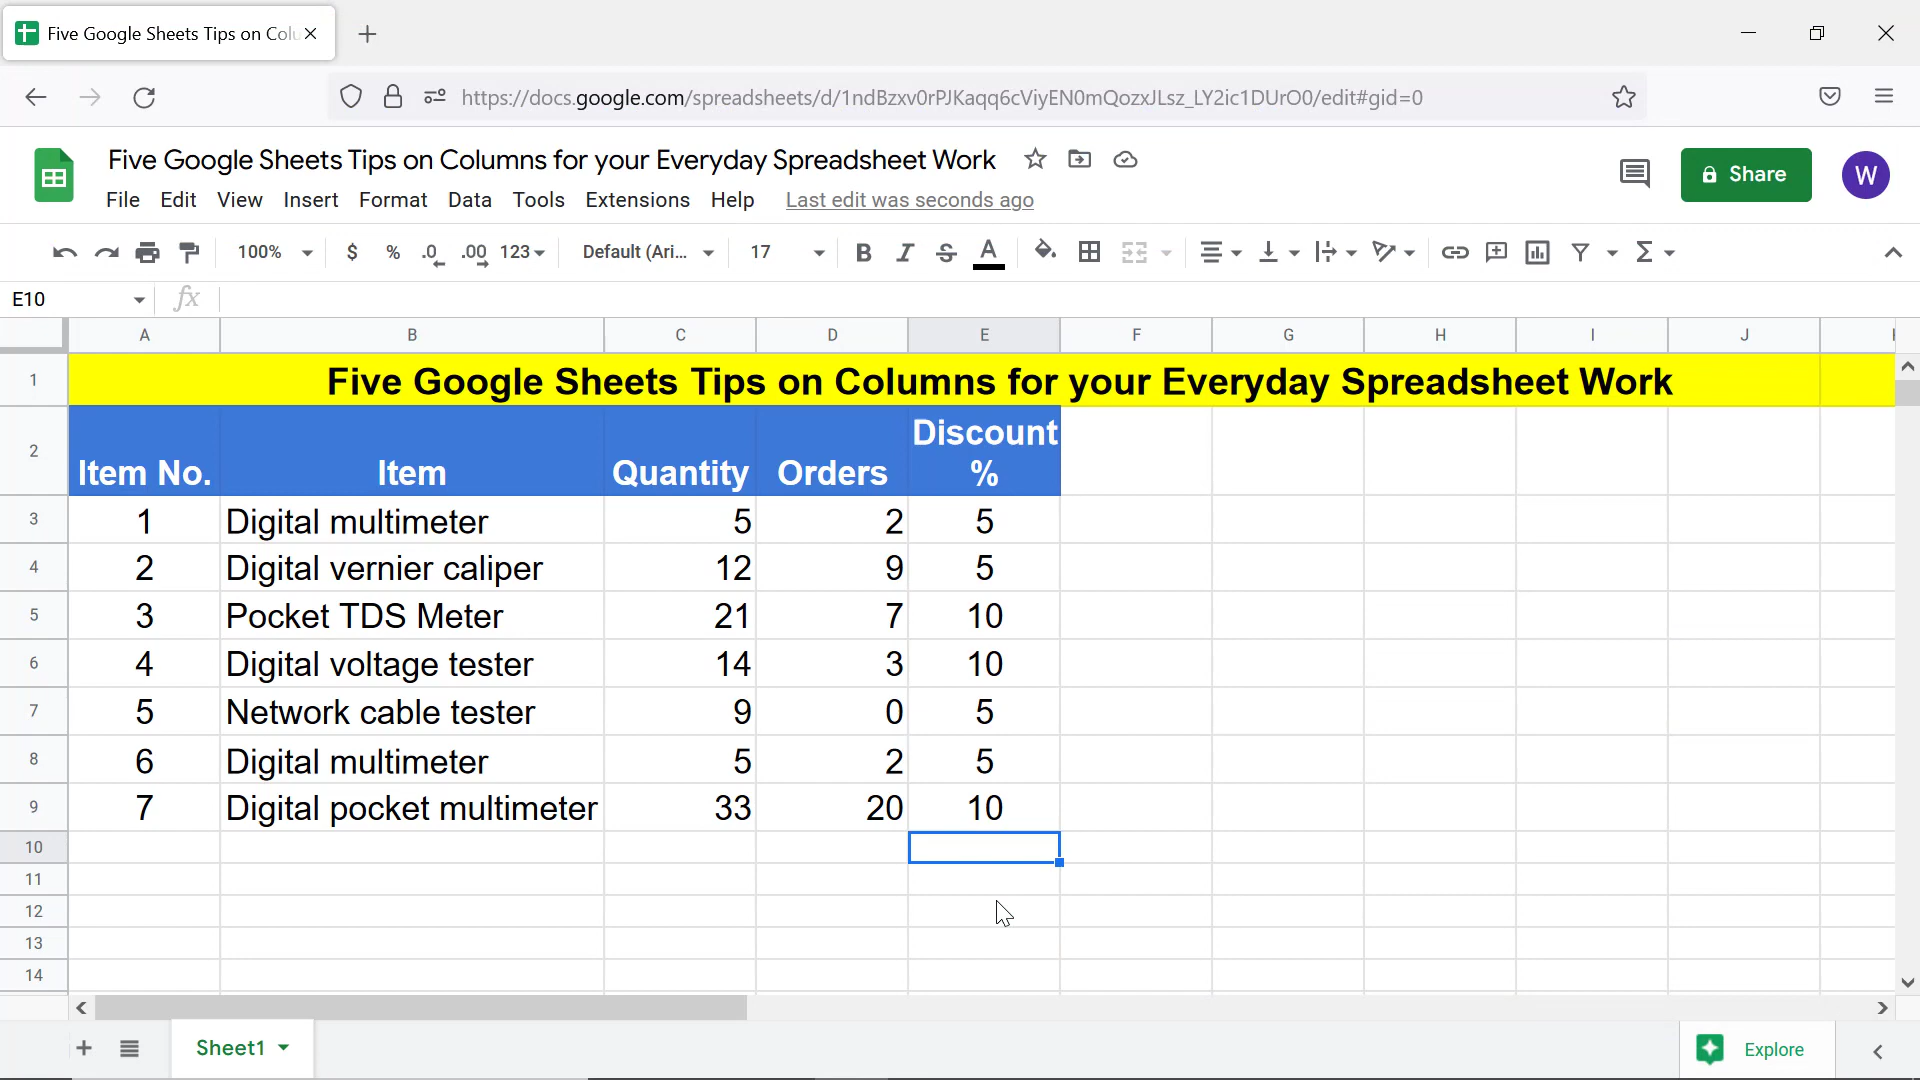 Five Google Sheets Tips on Colu
https://docs.google.com/spreadsheets/d/1ndBzxv0rPJKaqq6cViyEN0mQozxJLsz_LY2ic1DUrO0/edit#gid=0
Five Google Sheets Tips on Columns for your Everyday Spreadsheet Work
Share
W
File Edit View Insert Format Data Tools Extensions Help Last edit was seconds ago
100% $ % .0 .00 123 Default (Ari... 17 B I S A Σ
E10 fx
A B C D E F G H I J
1 Five Google Sheets Tips on Columns for your Everyday Spreadsheet Work
2 Item No. Item Quantity Orders Discount %
3 1 Digital multimeter 5 2 5
4 2 Digital vernier caliper 12 9 5
5 3 Pocket TDS Meter 21 7 10
6 4 Digital voltage tester 14 3 10
7 5 Network cable tester 9 0 5
8 6 Digital multimeter 5 2 5
9 7 Digital pocket multimeter 33 20 10
10
11
12
13
14
Sheet1 Explore